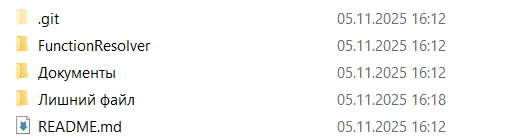 .git 05.11.2025 16:12
FunctionResolver 05.11.2025 16:12
Документы 05.11.2025 16:12
Лишний файл 05.11.2025 16:18
README.md 05.11.2025 16:12